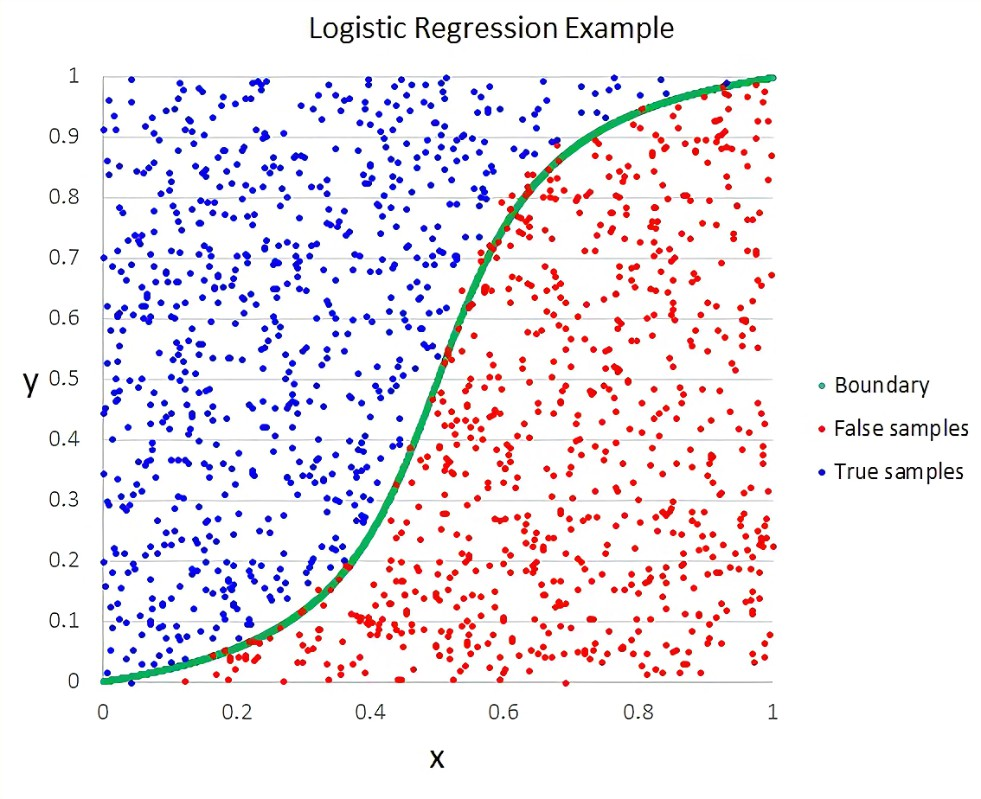 Logistic Regression Example
1
0.9
0.8
0.7
0.6
y
0.5
0.4
0.3
0.2
0.1
0
0 0.2 0.4 0.6 0.8 1
x
Boundary
False samples
True samples